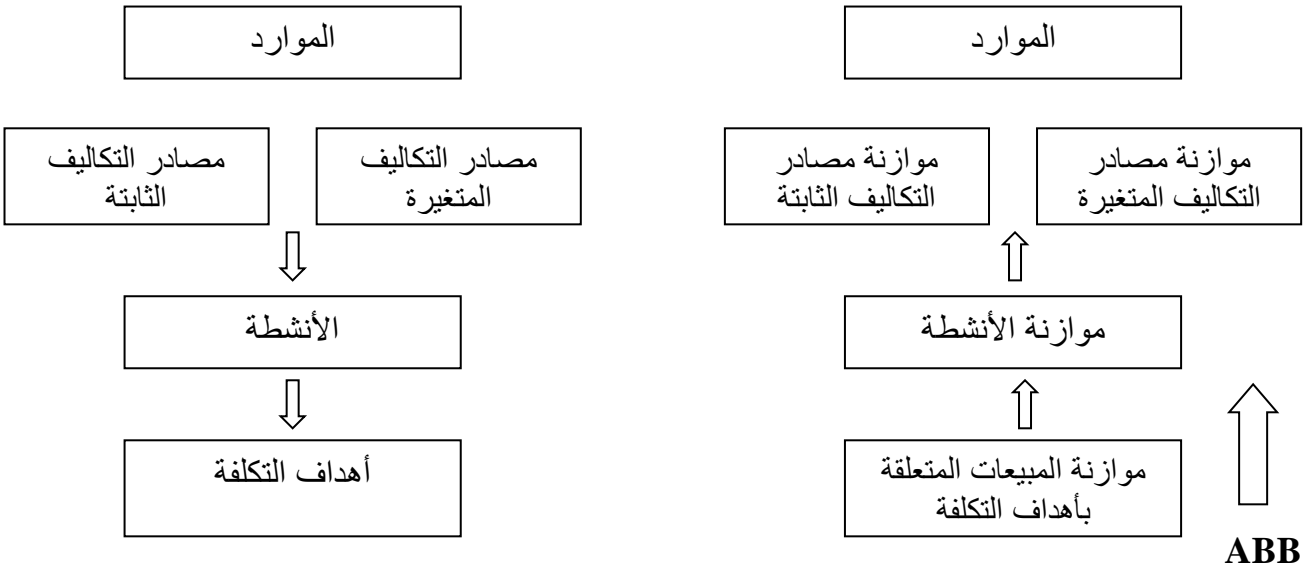 الموارد
الموارد
مصادر التكاليف
المتغيرة
مصادر التكاليف
الثابتة
موازنة مصادر
التكاليف المتغيرة
موازنة مصادر
التكاليف الثابتة
الأنشطة
موازنة الأنشطة
أهداف التكلفة
موازنة المبيعات المتعلقة
بأهداف التكلفة
ABB